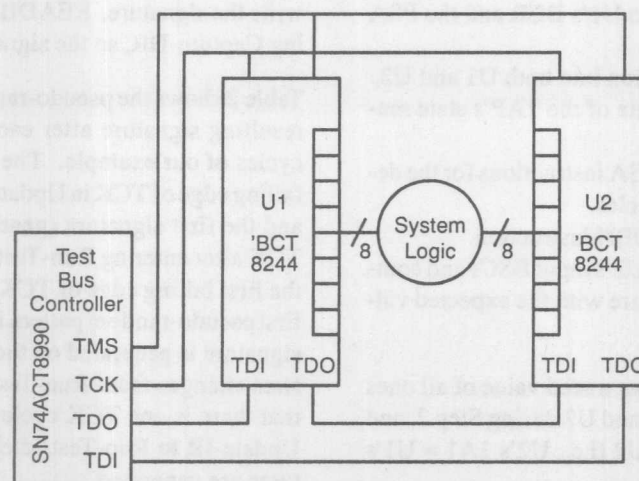 U1
'BCT
8244
8
System
Logic
8
U2
'BCT
8244
Test
Bus
Controller
SN74ACT8990
TMS
TCK
TDO
TDI
TDI TDO
TDI